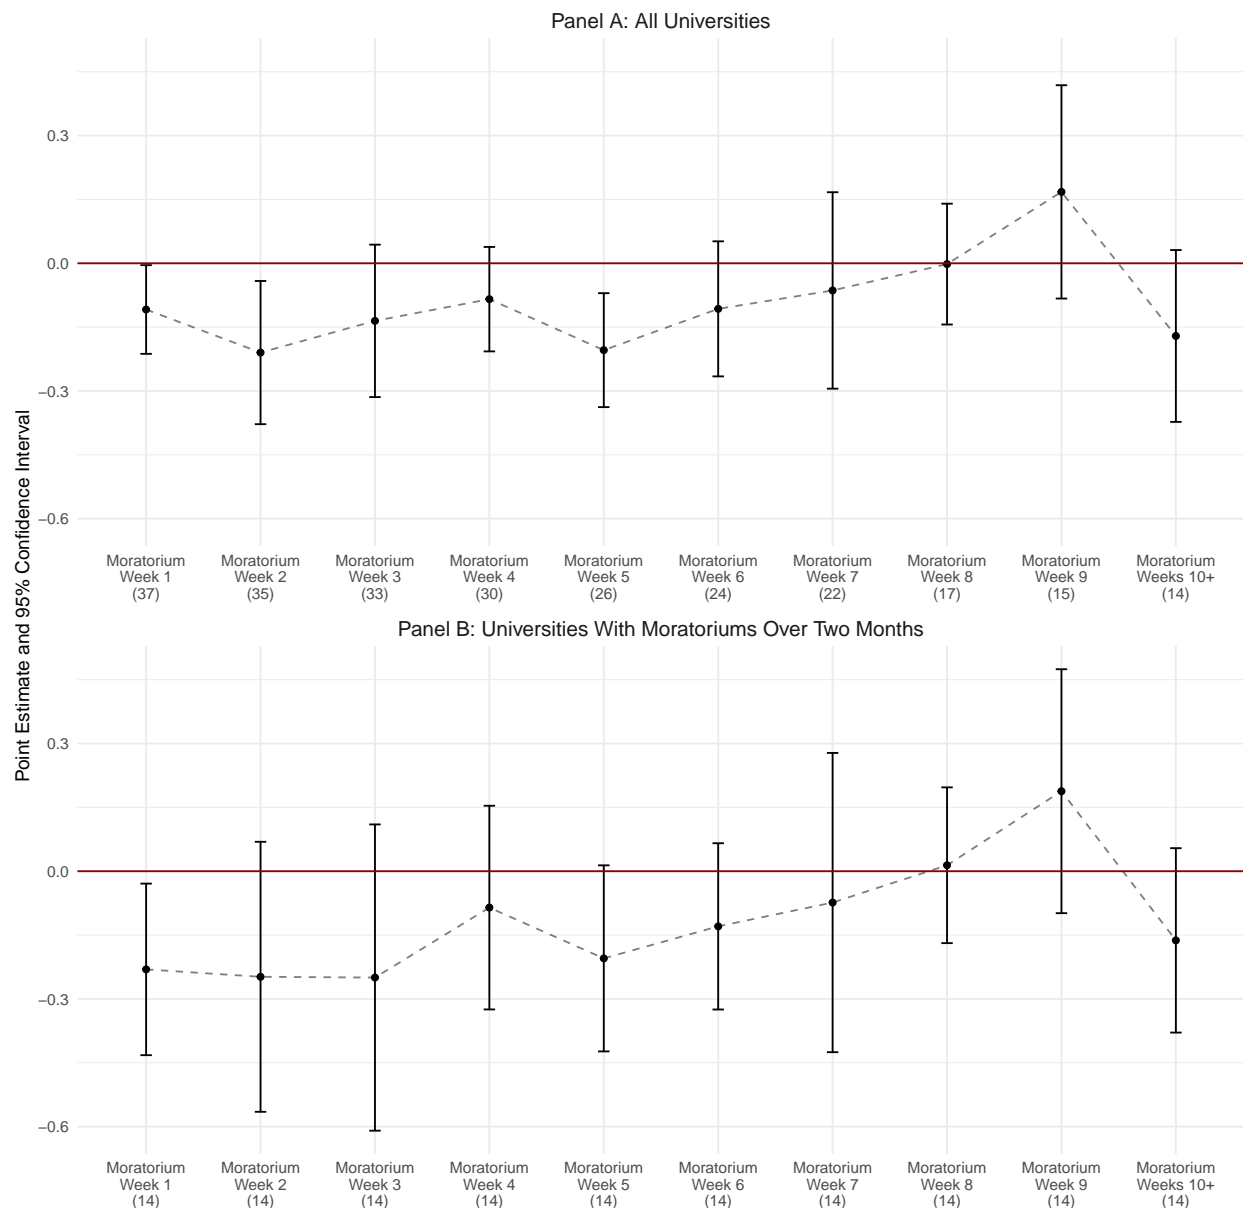 Panel A: All Universities
0.3
0.0
−0.3
−0.6
Moratorium Week 1 (37)
Moratorium Week 2 (35)
Moratorium Week 3 (33)
Moratorium Week 4 (30)
Moratorium Week 5 (26)
Moratorium Week 6 (24)
Moratorium Week 7 (22)
Moratorium Week 8 (17)
Moratorium Week 9 (15)
Moratorium Weeks 10+ (14)
Point Estimate and 95% Confidence Interval
Panel B: Universities With Moratoriums Over Two Months
0.3
0.0
−0.3
−0.6
Moratorium Week 1 (14)
Moratorium Week 2 (14)
Moratorium Week 3 (14)
Moratorium Week 4 (14)
Moratorium Week 5 (14)
Moratorium Week 6 (14)
Moratorium Week 7 (14)
Moratorium Week 8 (14)
Moratorium Week 9 (14)
Moratorium Weeks 10+ (14)